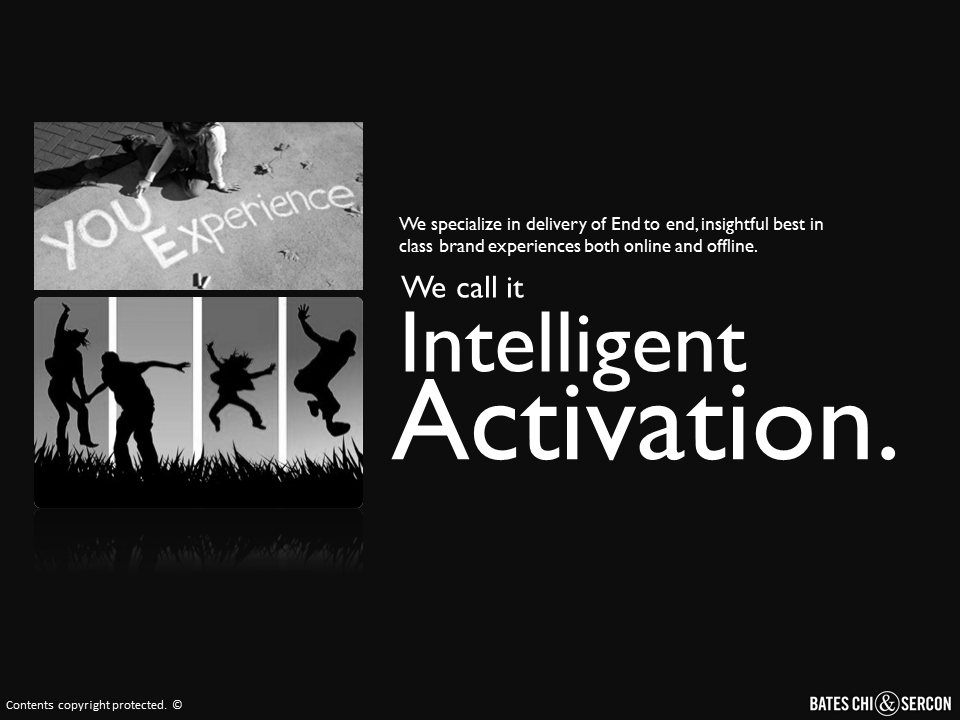 YOU
Experience
We specialize in delivery of End to end, insightful best in
class brand experiences both online and offline.
We call it
Intelligent
Activation.
Contents copyright protected. ©
BATES CHI & SERCON